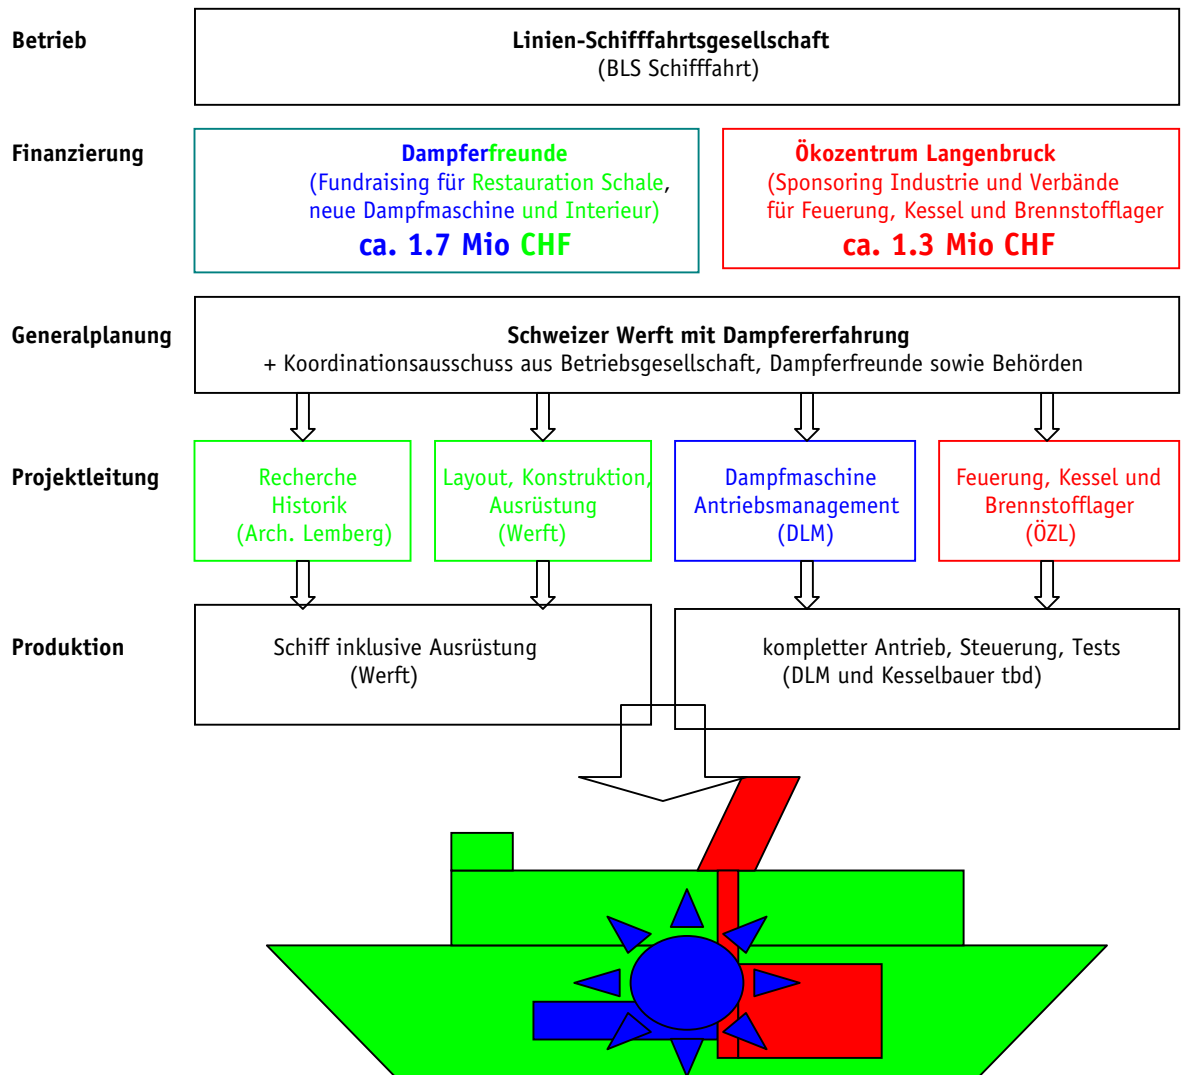 Betrieb
Linien-Schifffahrtsgesellschaft
(BLS Schifffahrt)
Finanzierung
Dampferfreunde
(Fundraising für Restauration Schale,
neue Dampfmaschine und Interieur)
ca. 1.7 Mio CHF
Ökozentrum Langenbruck
(Sponsoring Industrie und Verbände
für Feuerung, Kessel und Brennstofflager
ca. 1.3 Mio CHF
Generalplanung
Schweizer Werft mit Dampfererfahrung
+ Koordinationsausschuss aus Betriebsgesellschaft, Dampferfreunde sowie Behörden
Projektleitung
Recherche
Historik
(Arch. Lemberg)
Layout, Konstruktion,
Ausrüstung
(Werft)
Dampfmaschine
Antriebsmanagement
(DLM)
Feuerung, Kessel und
Brennstofflager
(ÖZL)
Produktion
Schiff inklusive Ausrüstung
(Werft)
kompletter Antrieb, Steuerung, Tests
(DLM und Kesselbauer tbd)